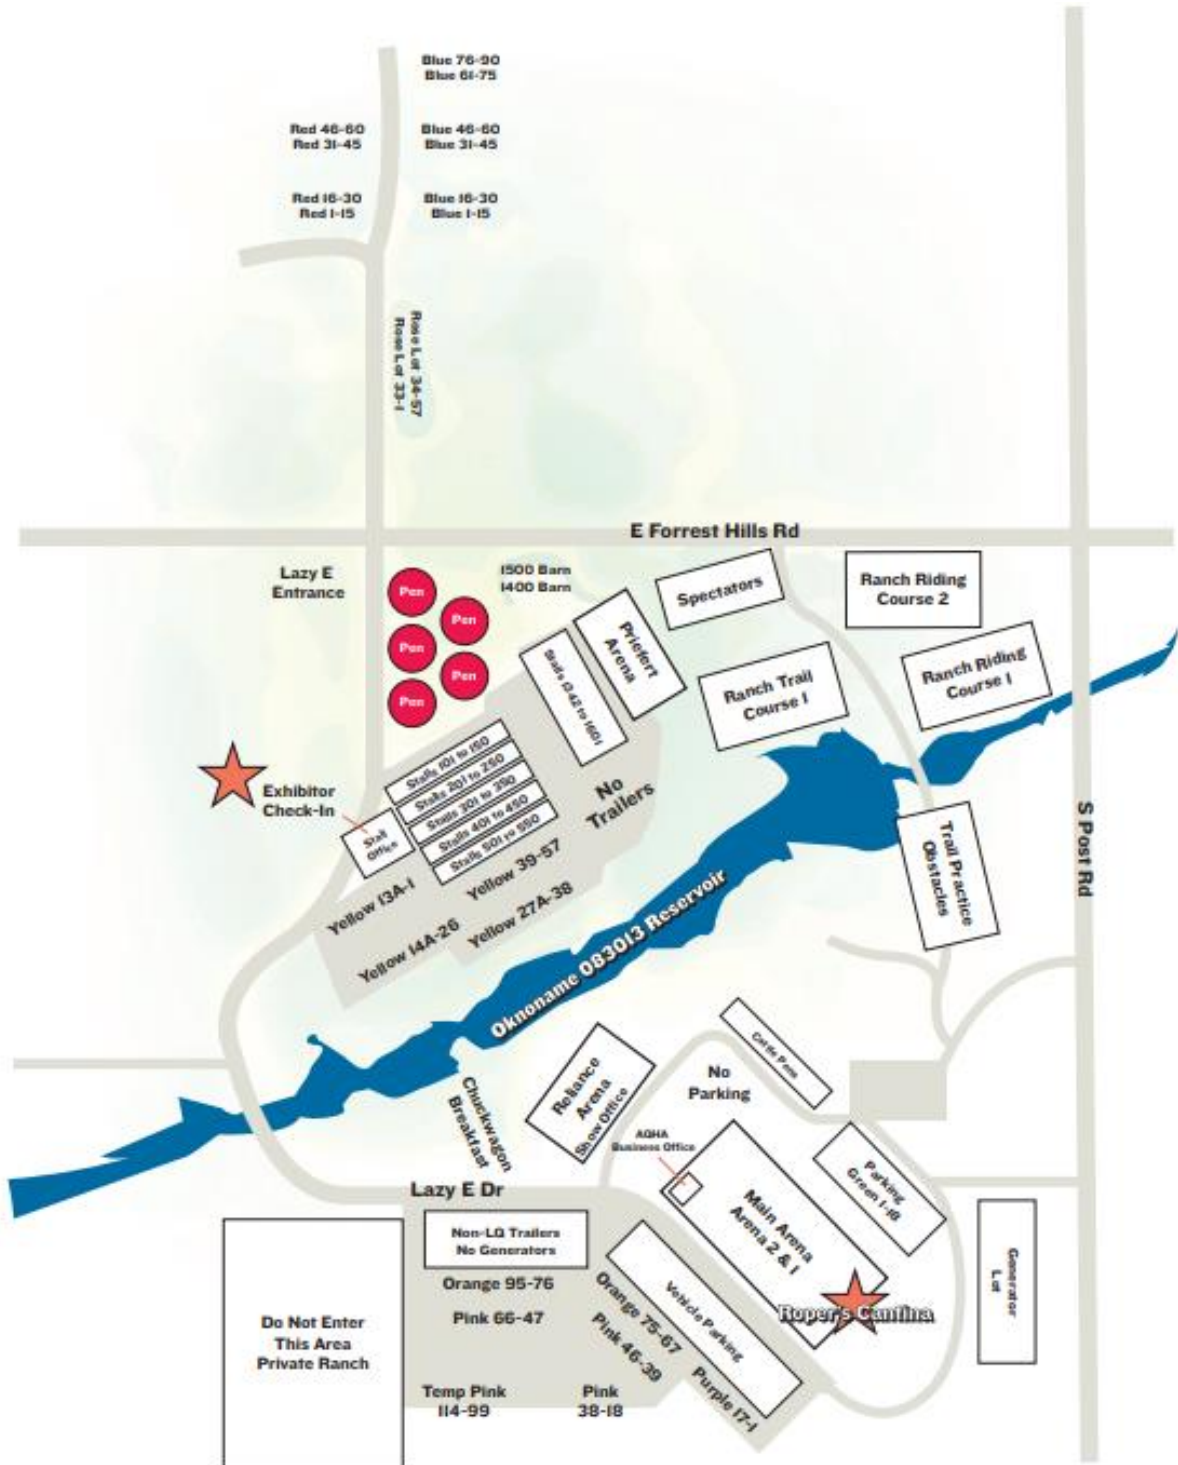 Blue 76-90
Blue 61-75
Red 46-60
Red 31-45
Blue 46-60
Blue 31-45
Red 16-30
Red 1-15
Blue 16-30
Blue 1-15
Rose Lot 34-57
Rose Lot 33-1
E Forrest Hills Rd
Lazy E
Entrance
1500 Barn
1400 Barn
Pen
Pen
Pen
Pen
Pen
Spectators
Ranch Riding
Course 2
Priefert
Arena
Stalls 1342 to 1601
Ranch Trail
Course 1
Ranch Riding
Course 1
Exhibitor
Check-In
Stall
Office
Stalls 101 to 150
Stalls 201 to 250
Stalls 301 to 350
Stalls 401 to 450
Stalls 501 to 550
No
Trailers
S Post Rd
Trail Practice
Obstacles
Yellow 13A-1
Yellow 39-57
Yellow 14A-26
Yellow 27A-38
Oknoname 083013 Reservoir
Cattle Pens
No
Parking
Reliance
Arena
Show Office
Chuckwagon
Breakfast
AQHA
Business Office
Parking
Green 1-18
Main Arena
Arena 2 & 1
Lazy E Dr
Non-LQ Trailers
No Generators
Orange 95-76
Pink 66-47
Orange 75-67
Pink 46-39
Vehicle Parking
Roper's Cantina
Generator
Lot
Do Not Enter
This Area
Private Ranch
Temp Pink
114-99
Pink
38-18
Purple 17-1